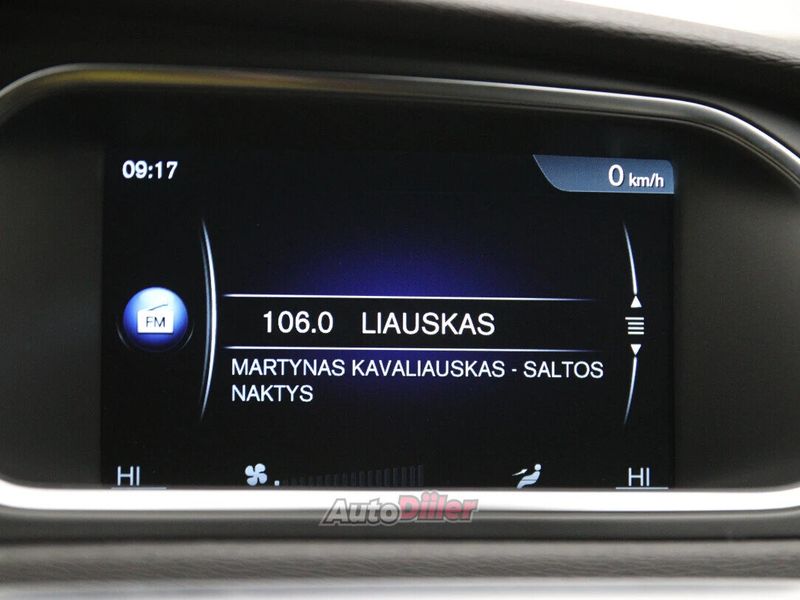 09:17
0 km/h
FM
106.0 LIAUSKAS
MARTYNAS KAVALIAUSKAS - SALTOS
NAKTYS
HI
HI
AutoDiiler